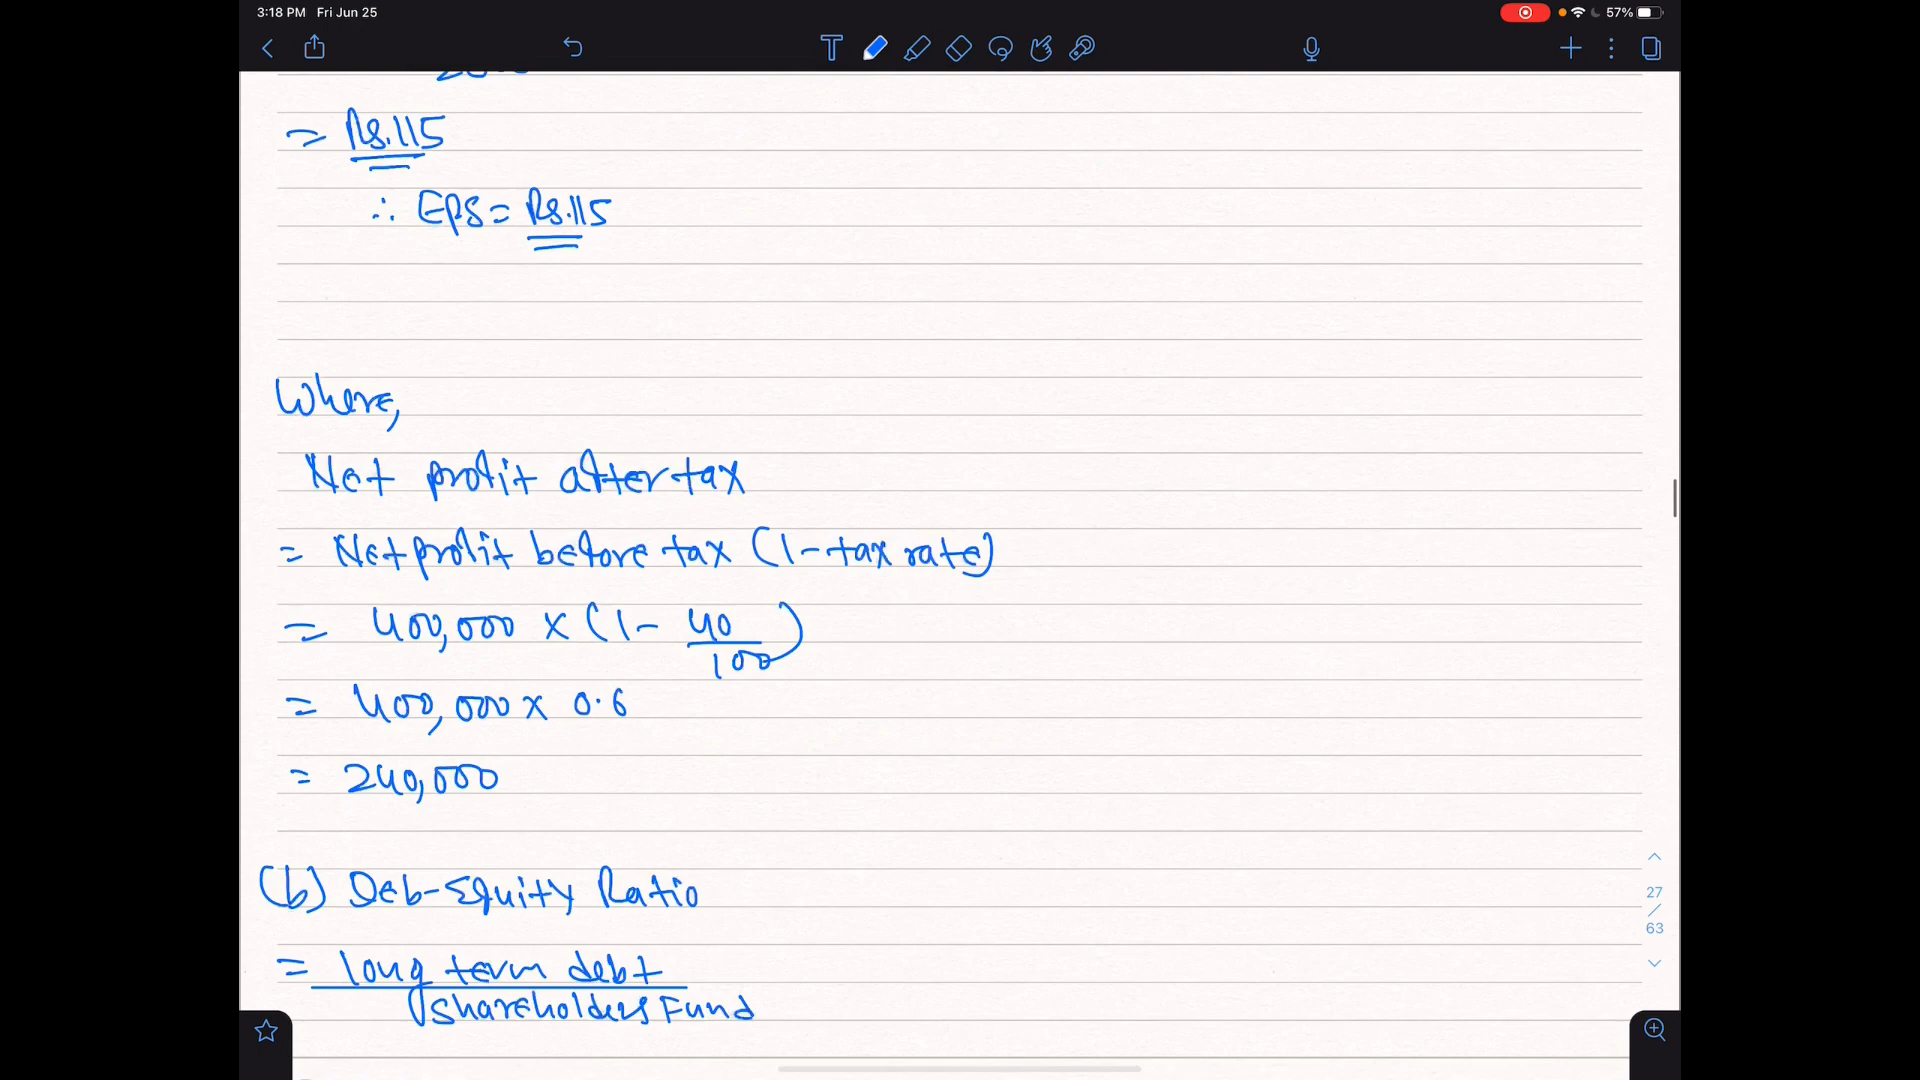 3:18 PM Fri Jun 25
57%
= Rs.115
∴ EPS = Rs.115
Where,
Net profit after tax
= Net profit before tax (1 - tax rate)
= 400,000 x (1 - 40
100)
= 400,000 x 0.6
= 240,000
(b) Deb-Equity Ratio
= long term debt
shareholders Fund
27
/
63